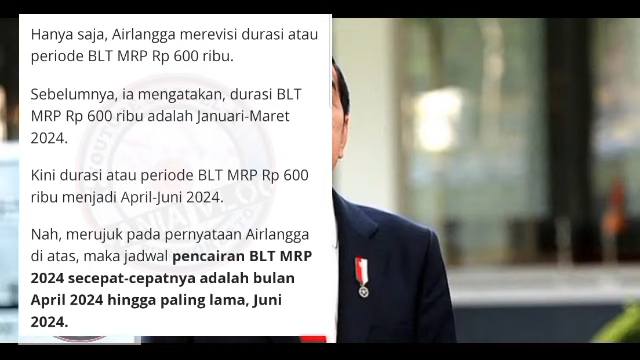 Hanya saja, Airlangga merevisi durasi atau
periode BLT MRP Rp 600 ribu.
Sebelumnya, ia mengatakan, durasi BLT
MRP Rp 600 ribu adalah Januari-Maret
2024.
Kini durasi atau periode BLT MRP Rp 600
ribu menjadi April-Juni 2024.
Nah, merujuk pada pernyataan Airlangga
di atas, maka jadwal pencairan BLT MRP
2024 secepat-cepatnya adalah bulan
April 2024 hingga paling lama, Juni
2024.